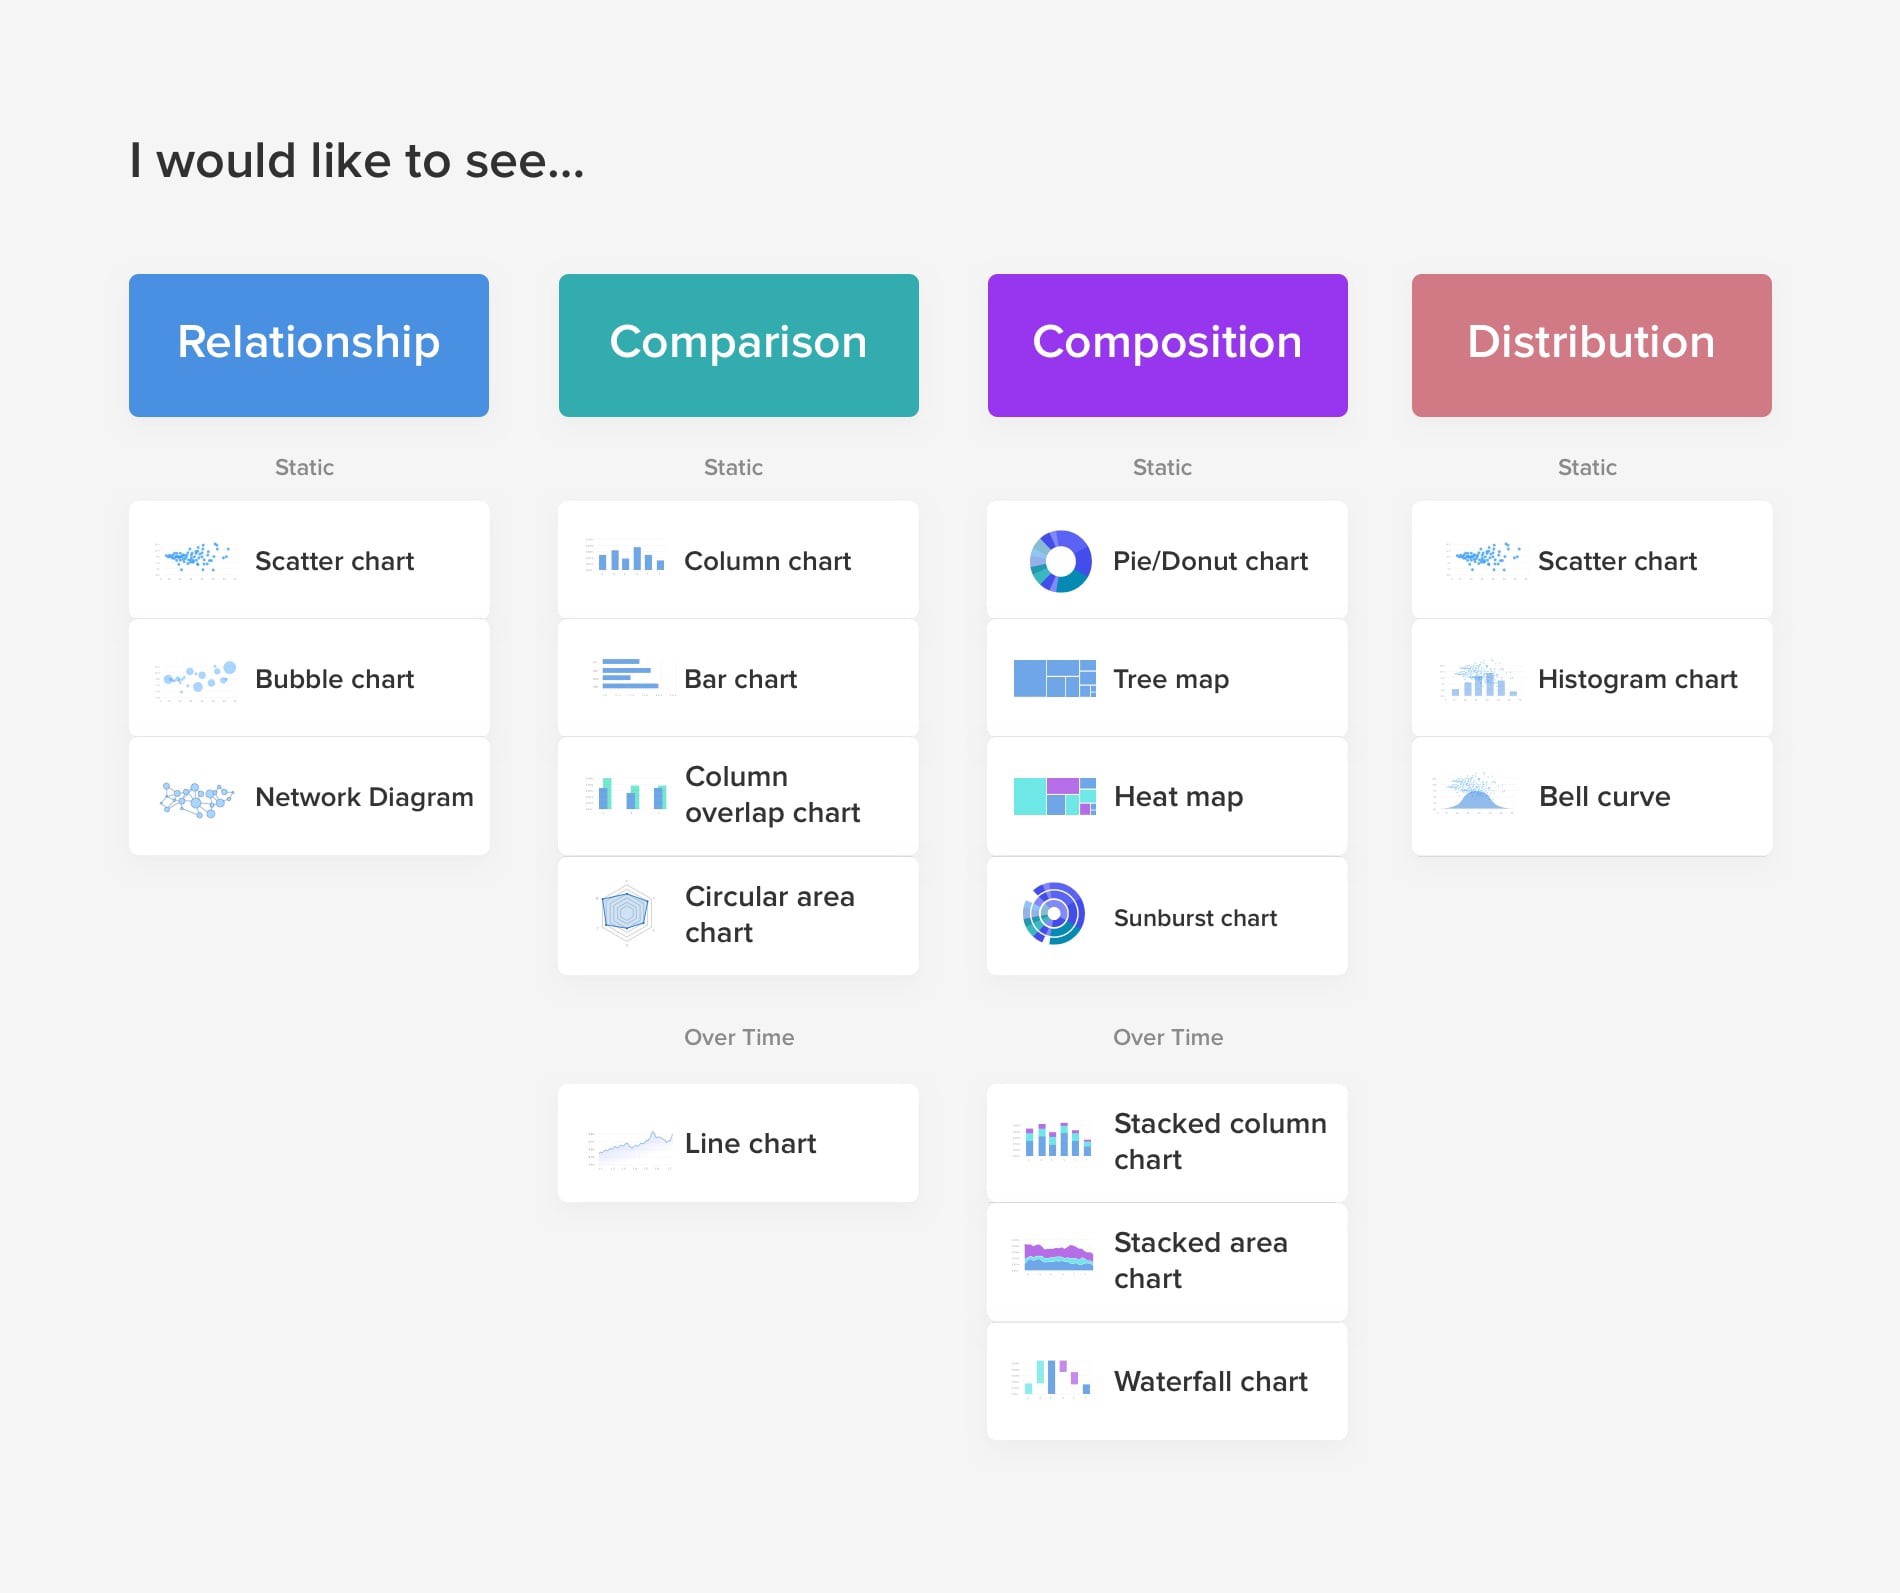 I would like to see...
Relationship
Static
Scatter chart
Bubble chart
Network Diagram
Comparison
Static
Column chart
Bar chart
Column
overlap chart
Circular area
chart
Over Time
Line chart
Composition
Static
Pie/Donut chart
Tree map
Heat map
Sunburst chart
Over Time
Stacked column
chart
Stacked area
chart
Waterfall chart
Distribution
Static
Scatter chart
Histogram chart
Bell curve